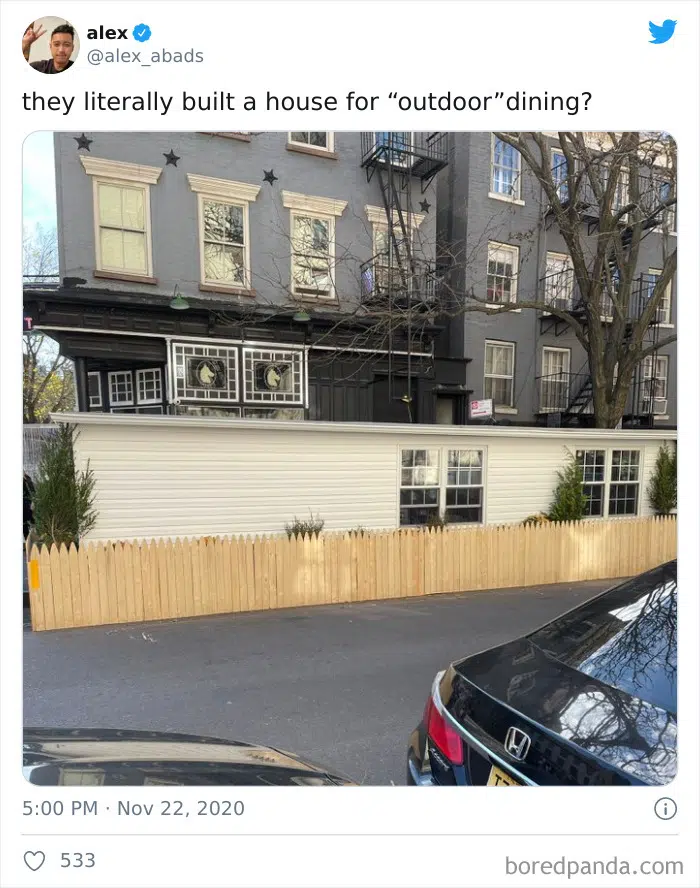 alex
@alex_abads
they literally built a house for “outdoor”dining?
5:00 PM · Nov 22, 2020
533
boredpanda.com